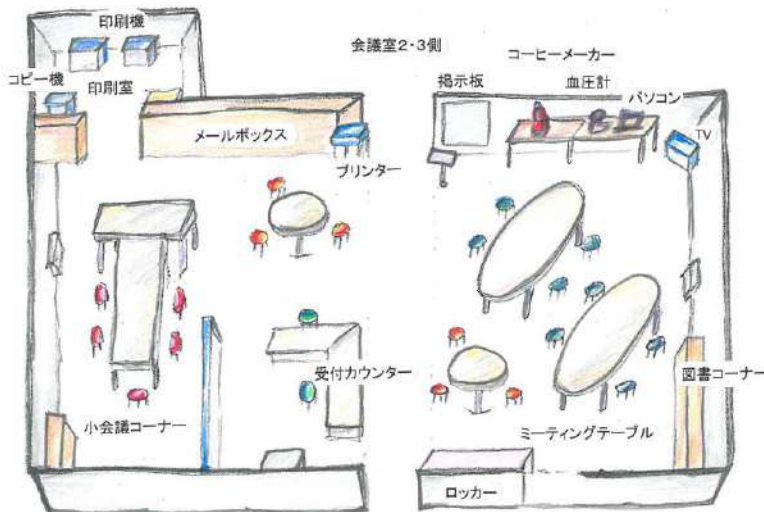 印刷機
会議室2・3側
コーヒーメーカー
コピー機
印刷室
掲示板
血圧計
パソコン
メールボックス
TV
プリンター
受付カウンター
図書コーナー
小会議コーナー
ミーティングテーブル
ロッカー